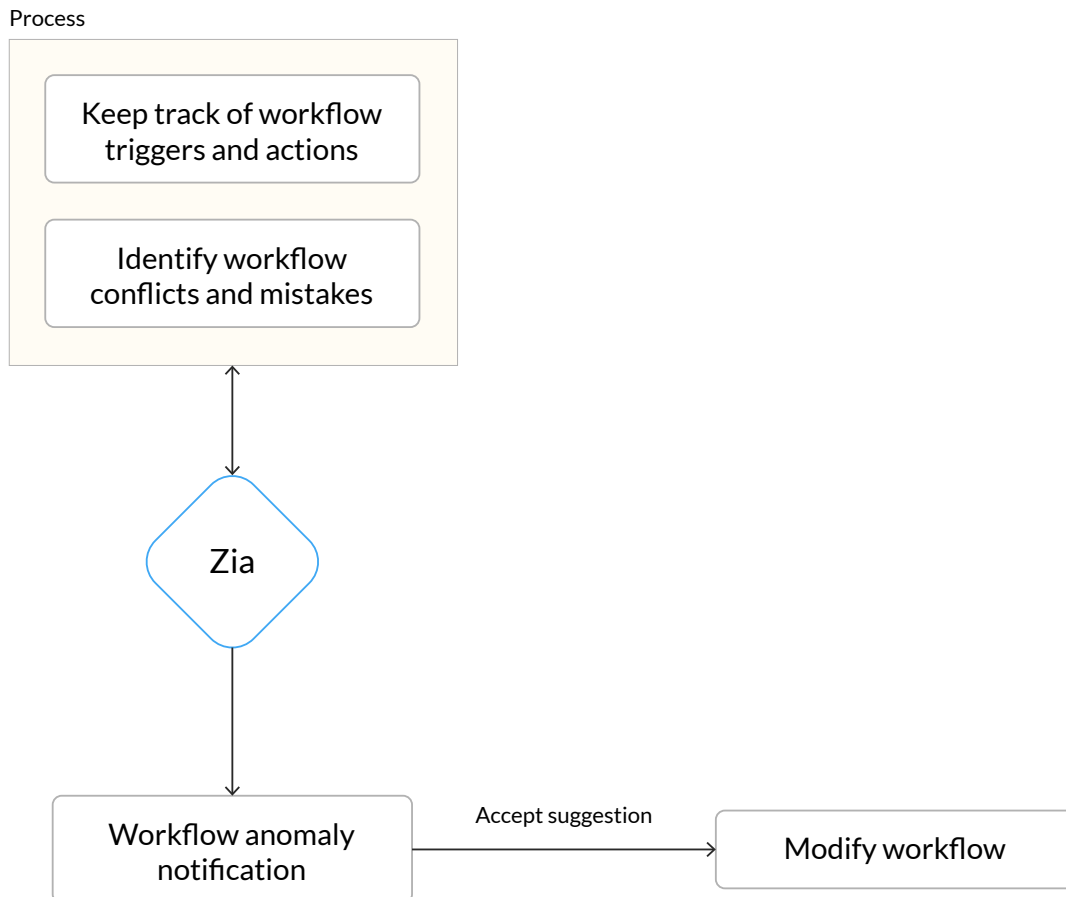 Process
Keep track of workflow
triggers and actions
Identify workflow
conflicts and mistakes
Zia
Workflow anomaly
notification
Accept suggestion
Modify workflow